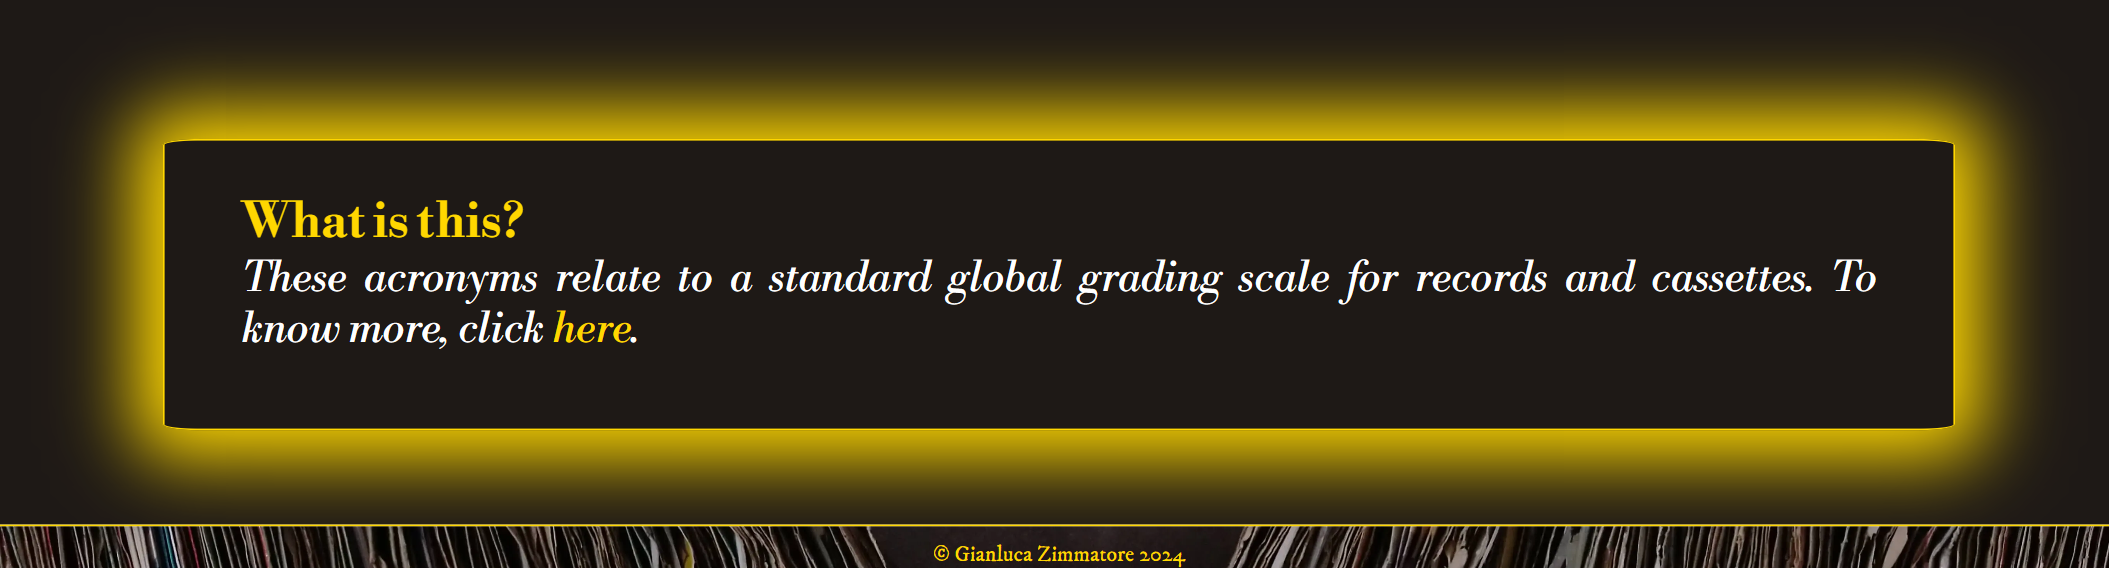 What is this?
These acronyms relate to a standard global grading scale for records and cassettes. To
know more, click here.
© Gianluca Zimmatore 2024